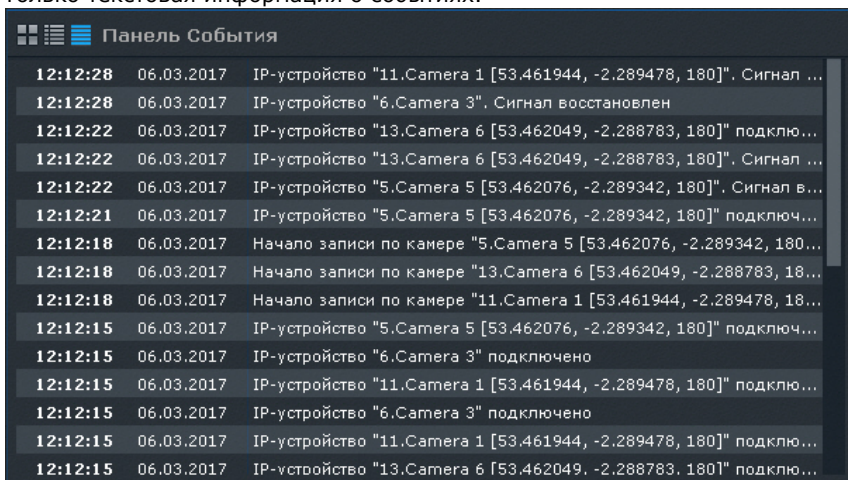 только текстовая информация о событиях.
Панель События
12:12:28 06.03.2017 IP-устройство "11.Camera 1 [53.461944, -2.289478, 180]". Сигнал ...
12:12:28 06.03.2017 IP-устройство "6.Camera 3". Сигнал восстановлен
12:12:22 06.03.2017 IP-устройство "13.Camera 6 [53.462049, -2.288783, 180]" подклю...
12:12:22 06.03.2017 IP-устройство "13.Camera 6 [53.462049, -2.288783, 180]". Сигнал ...
12:12:22 06.03.2017 IP-устройство "5.Camera 5 [53.462076, -2.289342, 180]". Сигнал в...
12:12:21 06.03.2017 IP-устройство "5.Camera 5 [53.462076, -2.289342, 180]" подключ...
12:12:18 06.03.2017 Начало записи по камере "5.Camera 5 [53.462076, -2.289342, 180...
12:12:18 06.03.2017 Начало записи по камере "13.Camera 6 [53.462049, -2.288783, 18...
12:12:18 06.03.2017 Начало записи по камере "11.Camera 1 [53.461944, -2.289478, 18...
12:12:15 06.03.2017 IP-устройство "5.Camera 5 [53.462076, -2.289342, 180]" подключ...
12:12:15 06.03.2017 IP-устройство "6.Camera 3" подключено
12:12:15 06.03.2017 IP-устройство "11.Camera 1 [53.461944, -2.289478, 180]" подклю...
12:12:15 06.03.2017 IP-устройство "6.Camera 3" подключено
12:12:15 06.03.2017 IP-устройство "11.Camera 1 [53.461944, -2.289478, 180]" подклю...
12:12:15 06.03.2017 IP-устройство "13.Camera 6 [53.462049, -2.288783, 180]" подклю...